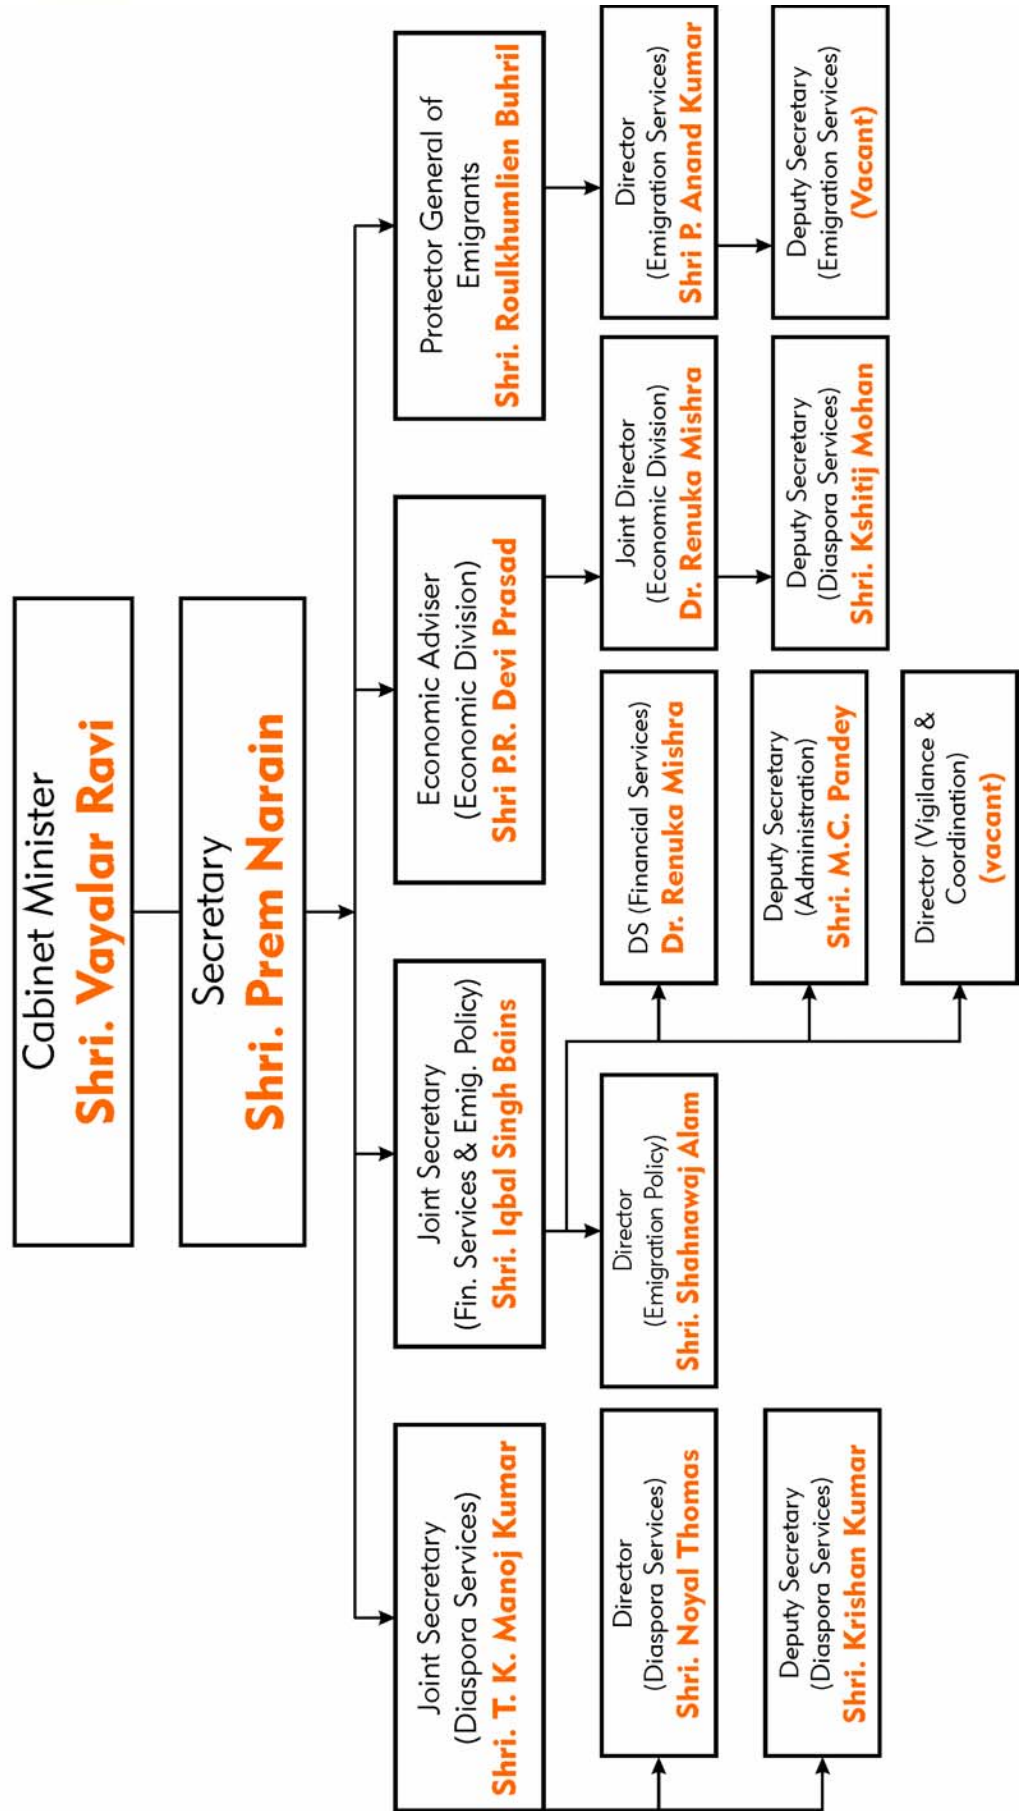 Cabinet Minister
Shri. Vayalar Ravi
Secretary
Shri. Prem Narain
Joint Secretary
(Diaspora Services)
Shri. T. K. Manoj Kumar
Joint Secretary
(Fin. Services & Emig. Policy)
Shri. Iqbal Singh Bains
Economic Adviser
(Economic Division)
Shri P.R. Devi Prasad
Protector General of
Emigrants
Shri. Roulkhumlien Buhril
Director
(Diaspora Services)
Shri. Noyal Thomas
Director
(Emigration Policy)
Shri. Shahnawaj Alam
DS (Financial Services)
Dr. Renuka Mishra
Joint Director
(Economic Division)
Dr. Renuka Mishra
Director
(Emigration Services)
Shri P. Anand Kumar
Deputy Secretary
(Diaspora Services)
Shri. Krishan Kumar
Deputy Secretary
(Administration)
Shri. M.C. Pandey
Deputy Secretary
(Diaspora Services)
Shri. Kshitij Mohan
Deputy Secretary
(Emigration Services)
(Vacant)
Director (Vigilance &
Coordination)
(vacant)